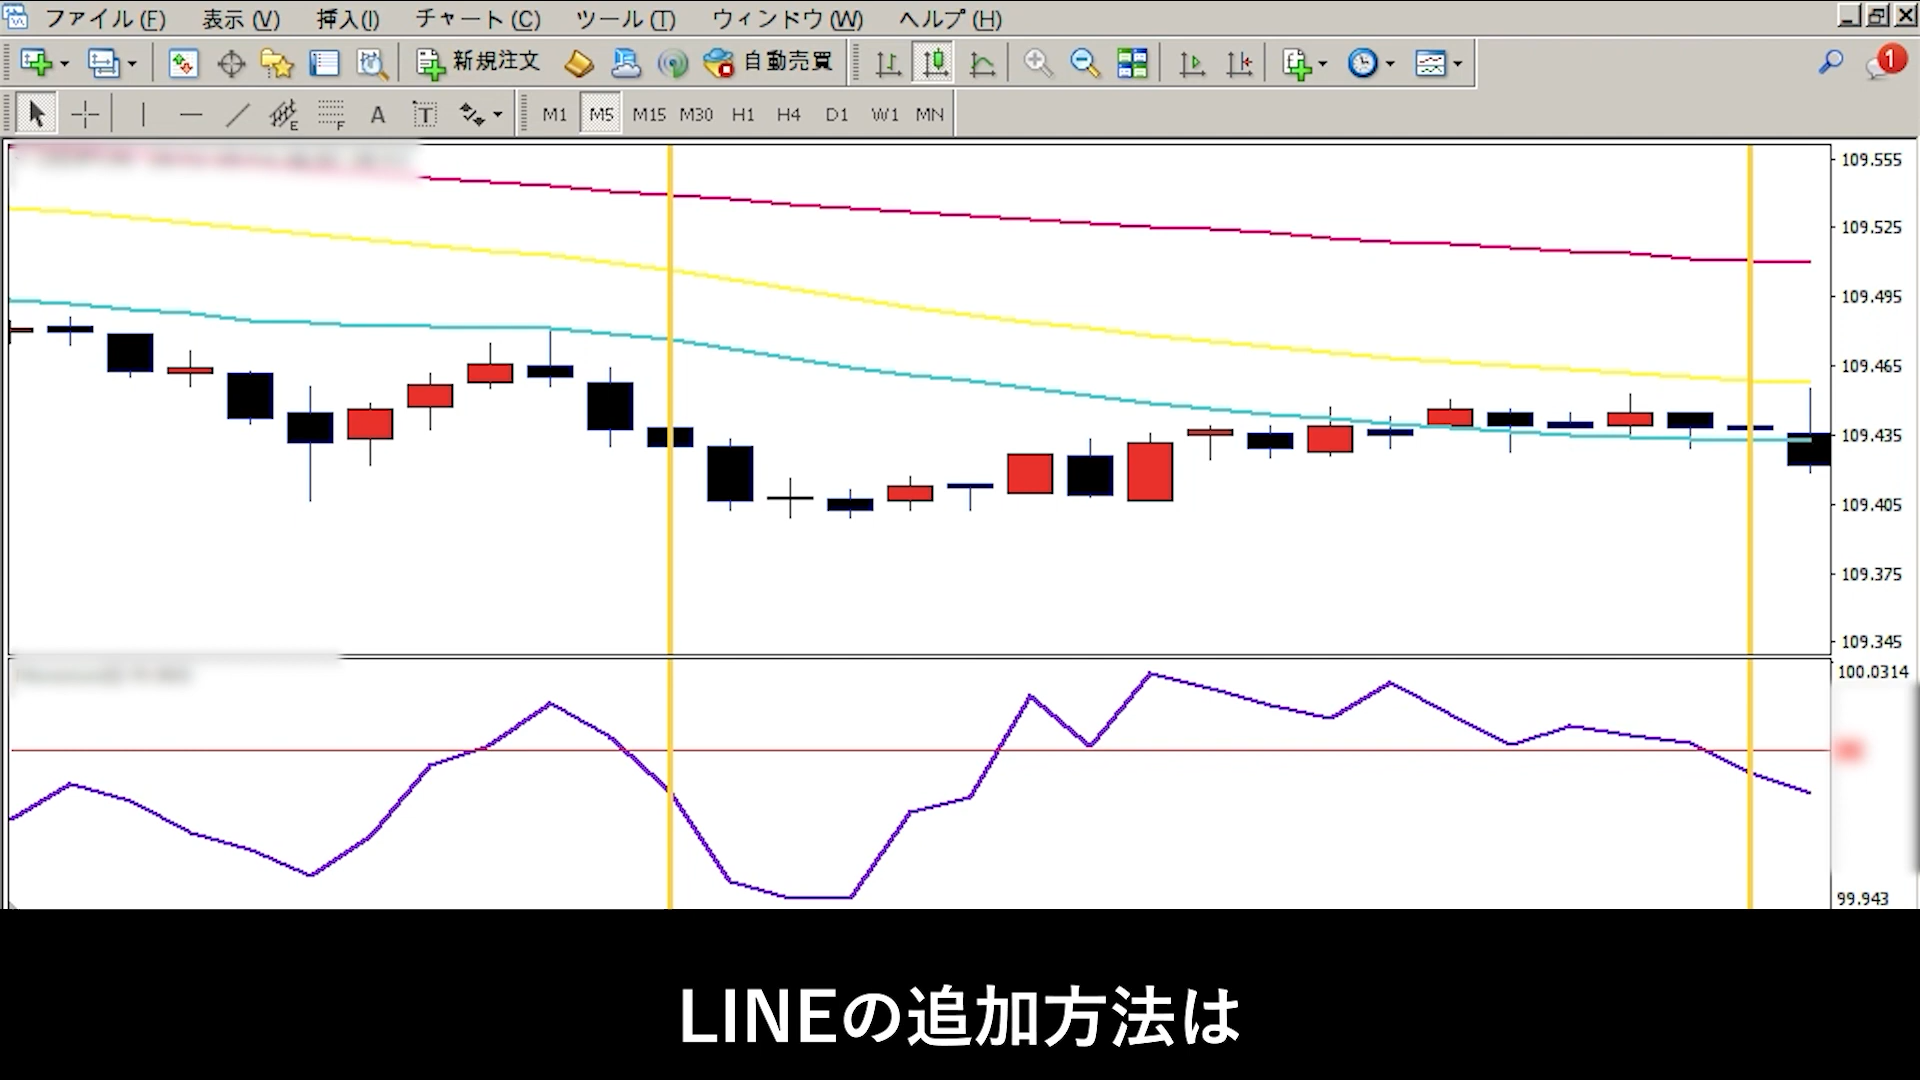 ファイル (F) 表示 (V) 挿入(I) チャート (C) ツール (T) ウィンドウ (W) ヘルプ (H)
新規注文 自動売買 1
E F A T M1 M5 M15 M30 H1 H4 D1 W1 MN
109.555
109.525
109.495
109.465
109.435
109.405
109.375
109.345
100.0314
99.943
LINEの追加方法は